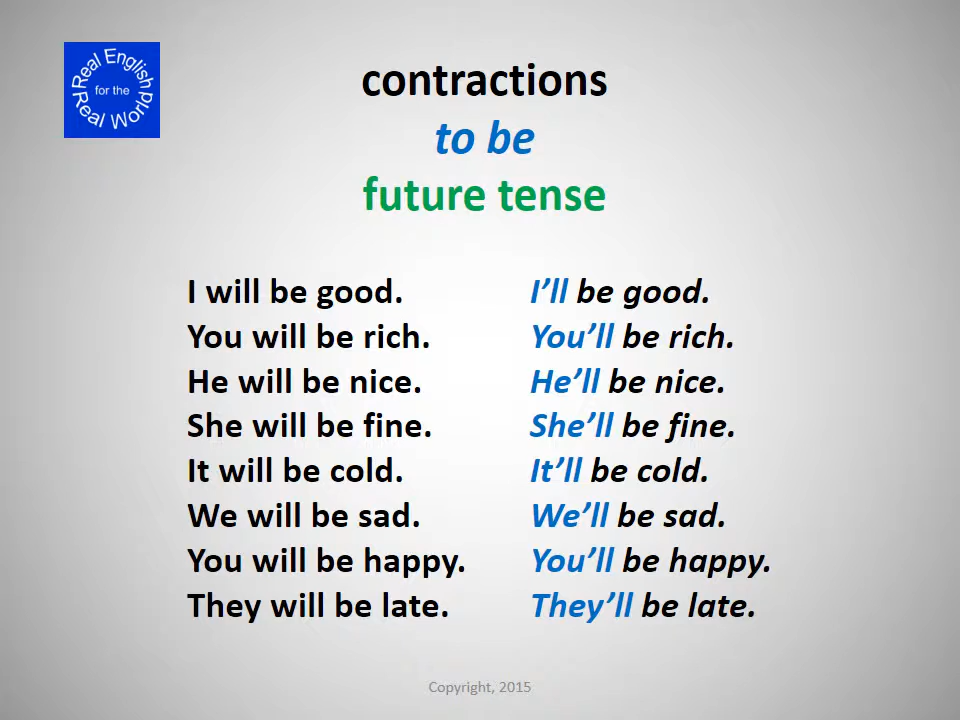 Real English
for the
Real World
contractions
to be
future tense
I will be good. I’ll be good.
You will be rich. You’ll be rich.
He will be nice. He’ll be nice.
She will be fine. She’ll be fine.
It will be cold. It’ll be cold.
We will be sad. We’ll be sad.
You will be happy. You’ll be happy.
They will be late. They’ll be late.
Copyright, 2015